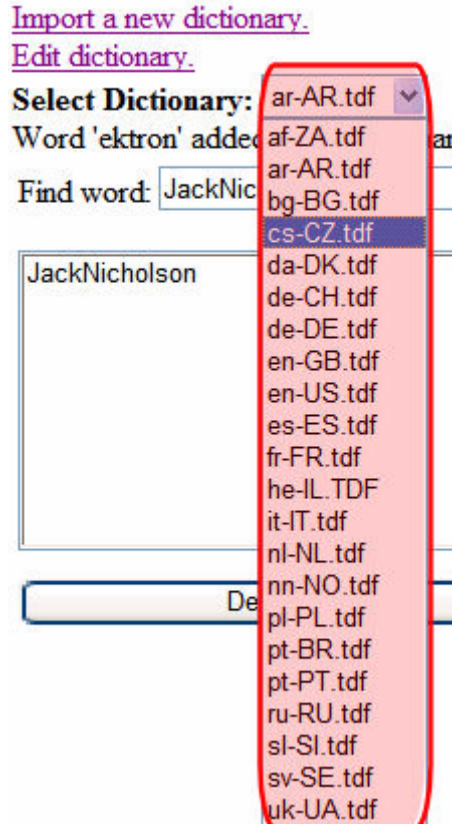 Import a new dictionary.
Edit dictionary.
Select Dictionary: ar-AR.tdf
Word 'ektron' added
Find word: JackNic
JackNicholson
De
af-ZA.tdf
ar-AR.tdf
bg-BG.tdf
cs-CZ.tdf
da-DK.tdf
de-CH.tdf
de-DE.tdf
en-GB.tdf
en-US.tdf
es-ES.tdf
fr-FR.tdf
he-IL.TDF
it-IT.tdf
nl-NL.tdf
nn-NO.tdf
pl-PL.tdf
pt-BR.tdf
pt-PT.tdf
ru-RU.tdf
sl-SI.tdf
sv-SE.tdf
uk-UA.tdf